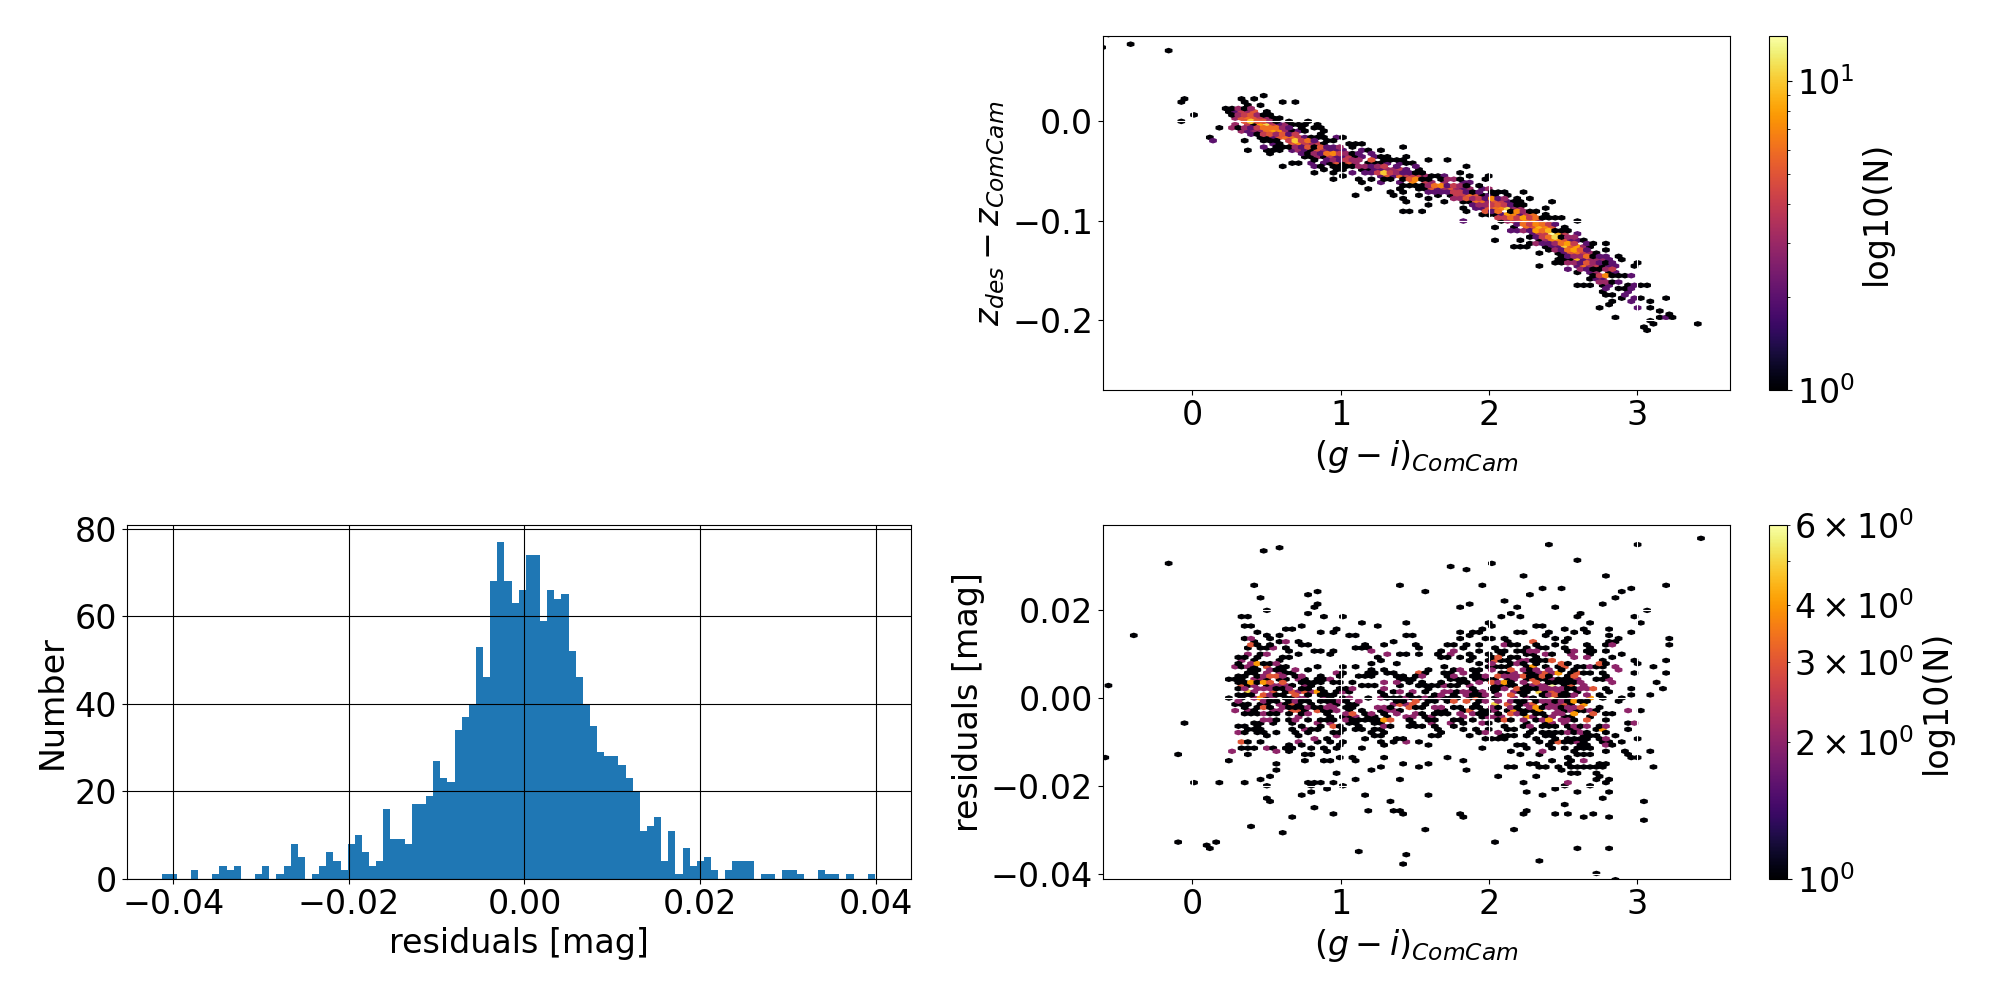 0.0
−0.1
−0.2
z_des − z_ComCam
0 1 2 3
(g − i)_ComCam
10^1
10^0
log10(N)
80
60
40
20
0
Number
−0.04 −0.02 0.00 0.02 0.04
residuals [mag]
0.02
0.00
−0.02
−0.04
residuals [mag]
0 1 2 3
(g − i)_ComCam
6 × 10^0
4 × 10^0
3 × 10^0
2 × 10^0
10^0
log10(N)